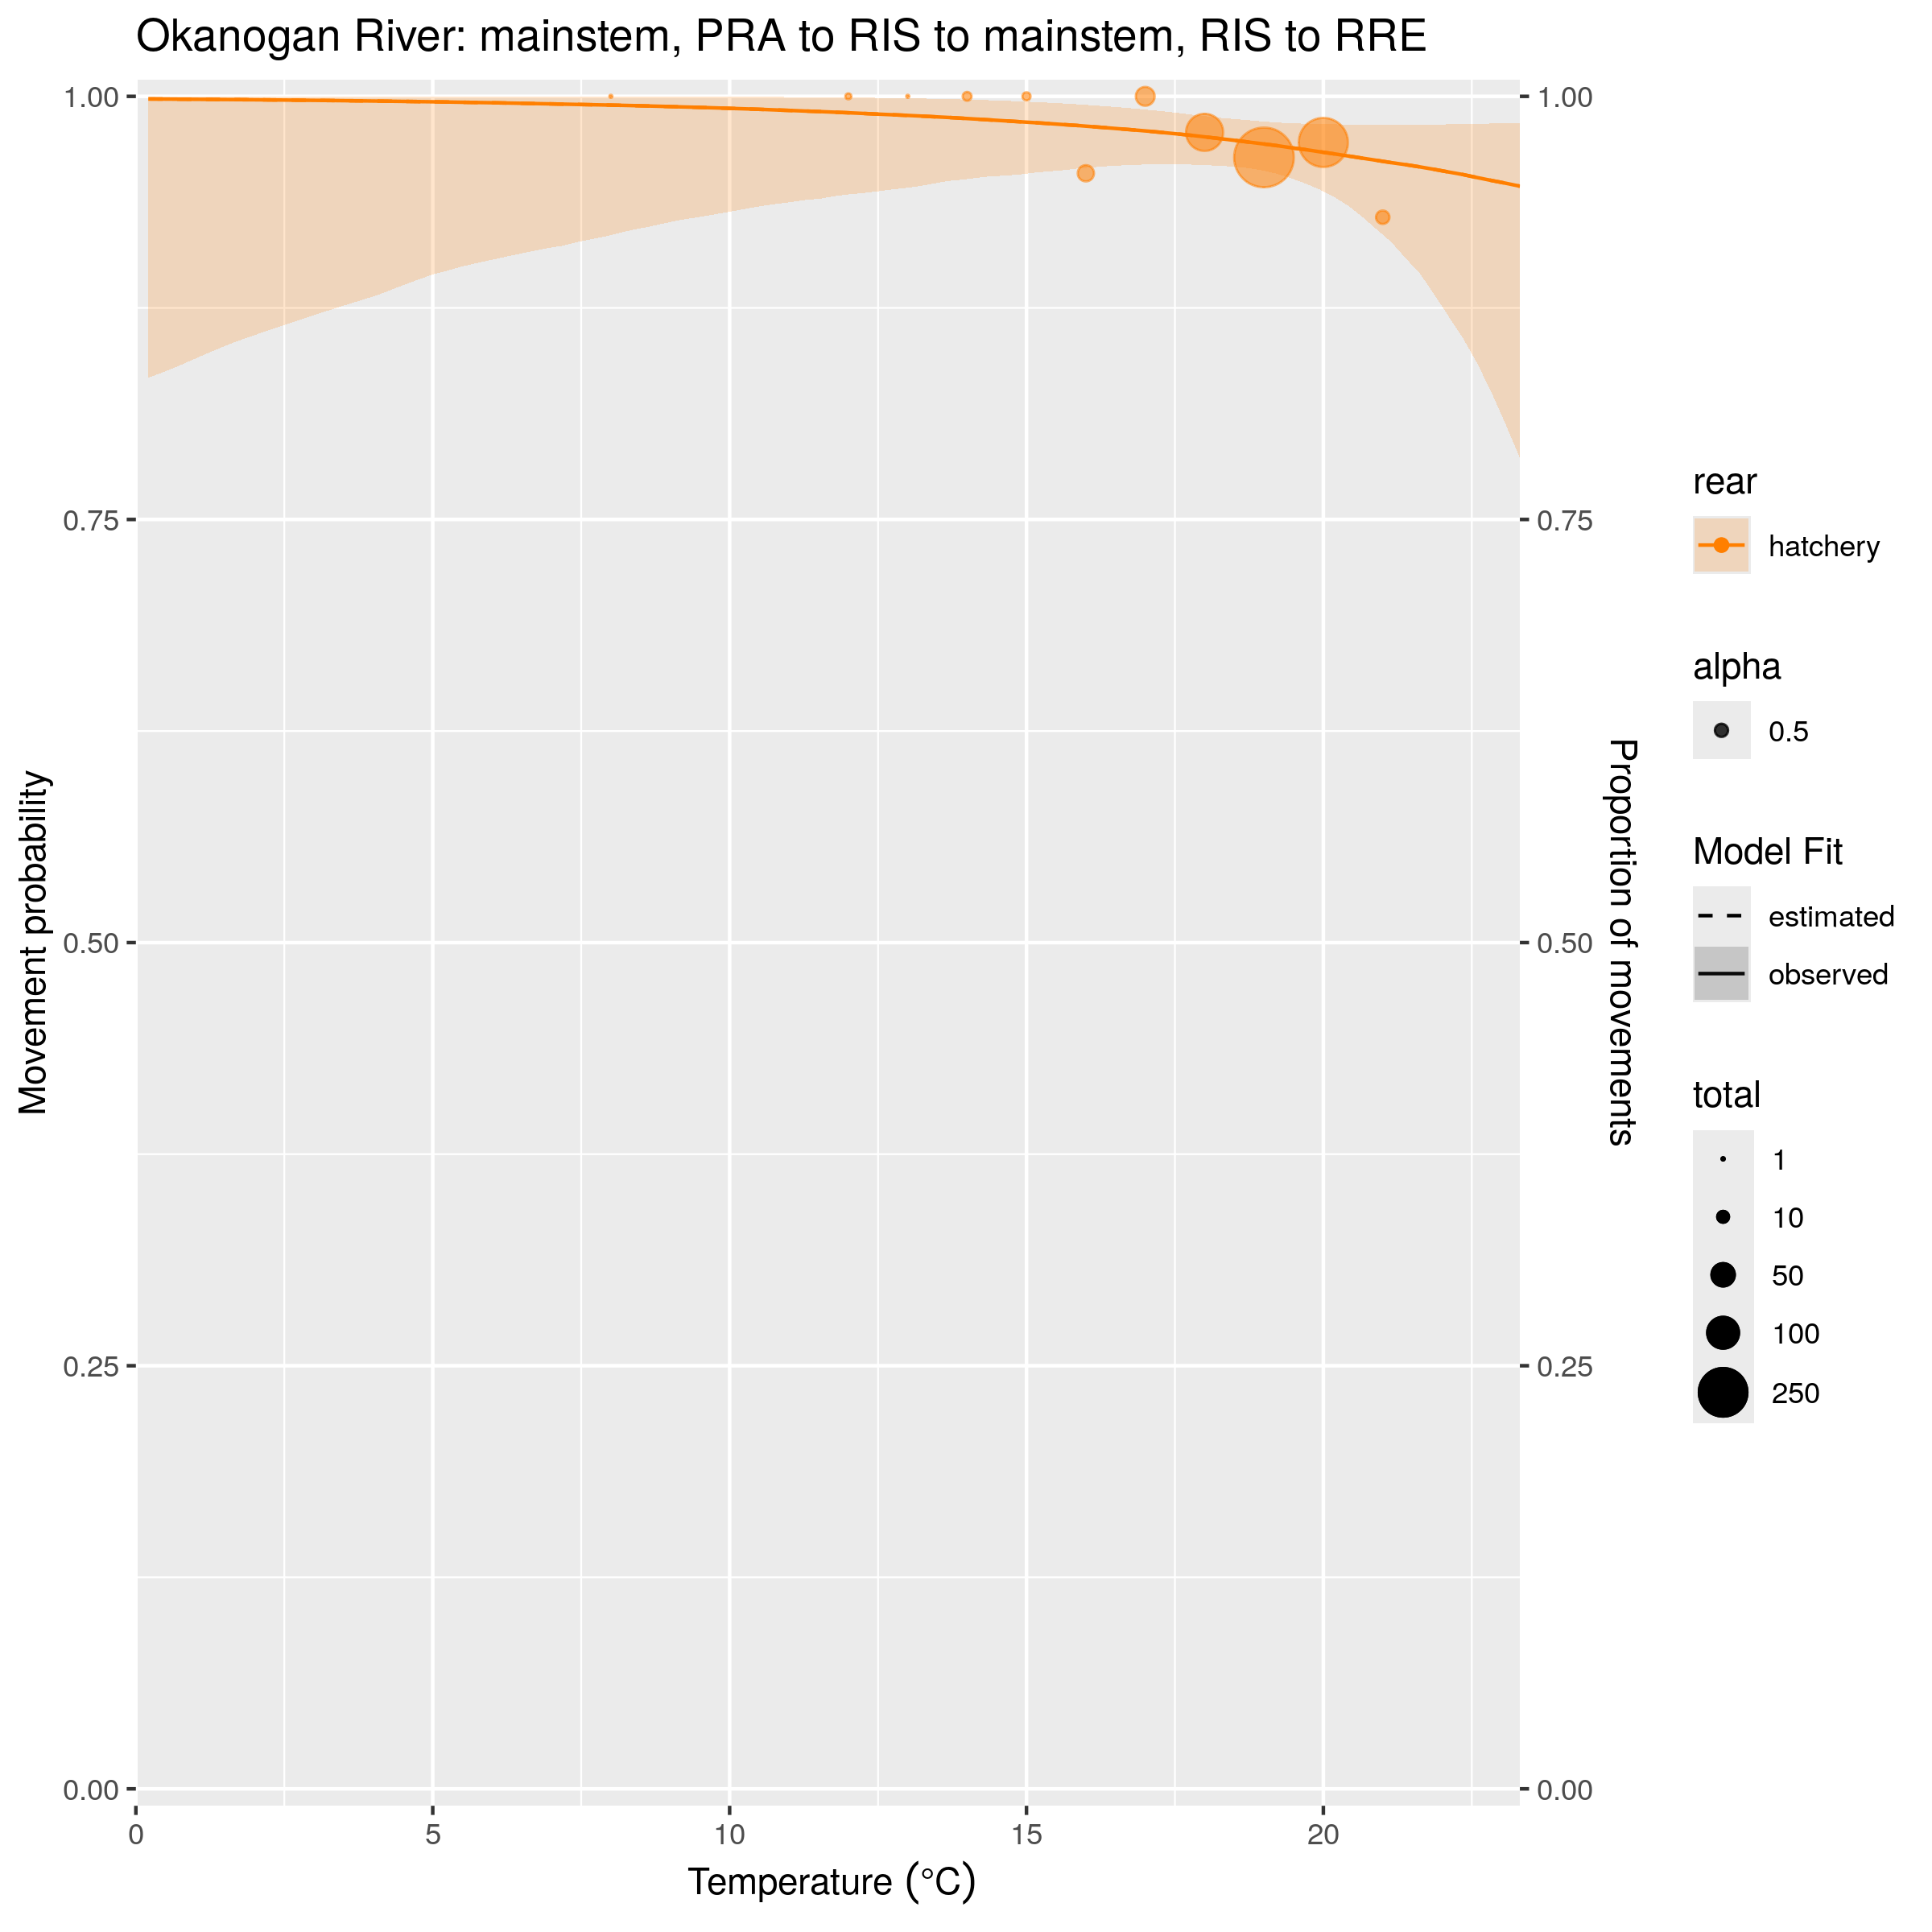 Okanogan River: mainstem, PRA to RIS to mainstem, RIS to RRE
Movement probability
1.00
0.75
0.50
0.25
0.00
0
5
10
15
20
Temperature (°C)
1.00
0.75
0.50
0.25
0.00
Proportion of movements
rear
hatchery
alpha
0.5
Model Fit
estimated
observed
total
1
10
50
100
250